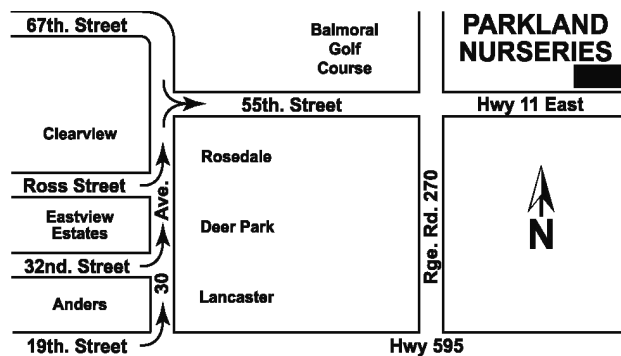 67th. Street
Balmoral
Golf
Course
PARKLAND
NURSERIES
55th. Street
Hwy 11 East
Clearview
Rosedale
Ross Street
30 Ave.
Rge. Rd. 270
Eastview
Estates
Deer Park
N
32nd. Street
Anders
Lancaster
19th. Street
Hwy 595